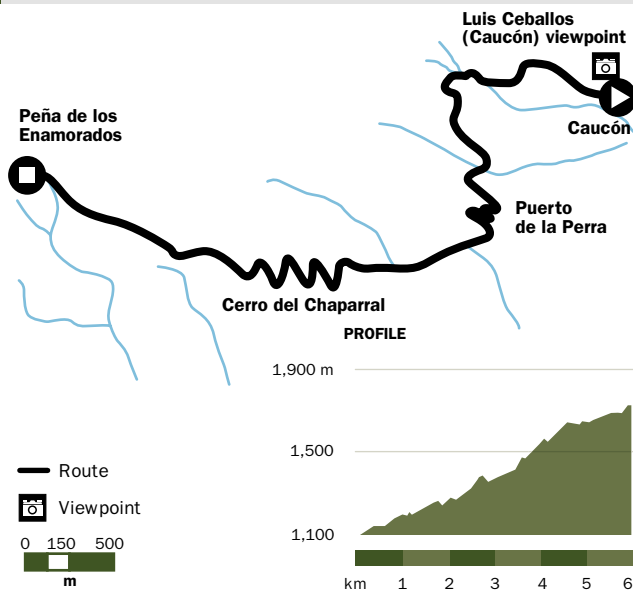 Luis Ceballos
(Caucón) viewpoint
Peña de los
Enamorados
Caucón
Puerto
de la Perra
Cerro del Chaparral
PROFILE
1,900 m
1,500
1,100
Route
Viewpoint
0 150 500
m
km 1 2 3 4 5 6